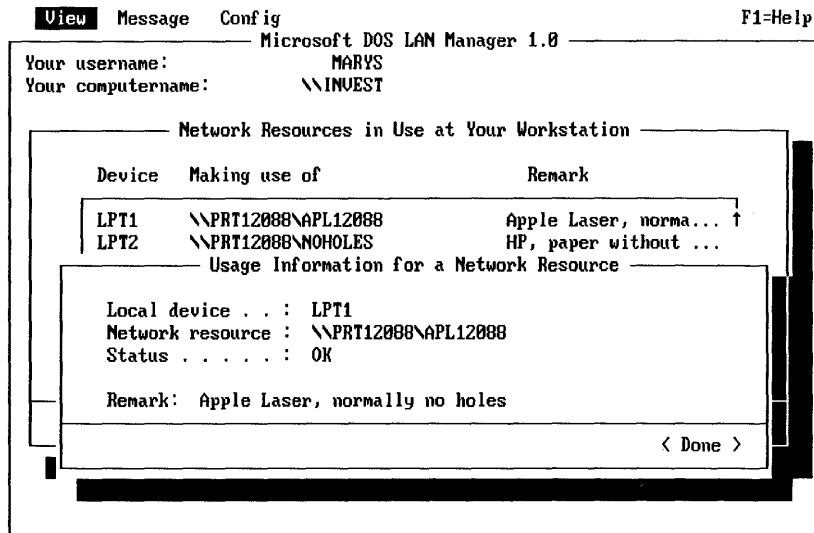 View Message Config F1=Help
Microsoft DOS LAN Manager 1.0
Your username: MARYS
Your computername: \\INVEST
Network Resources in Use at Your Workstation
Device Making use of Remark
LPT1 \\PRT12088\APL12088 Apple Laser, norma... ↑
LPT2 \\PRT12088\NOHOLES HP, paper without ...
Usage Information for a Network Resource
Local device . . : LPT1
Network resource : \\PRT12088\APL12088
Status . . . . . : OK
Remark: Apple Laser, normally no holes
< Done >